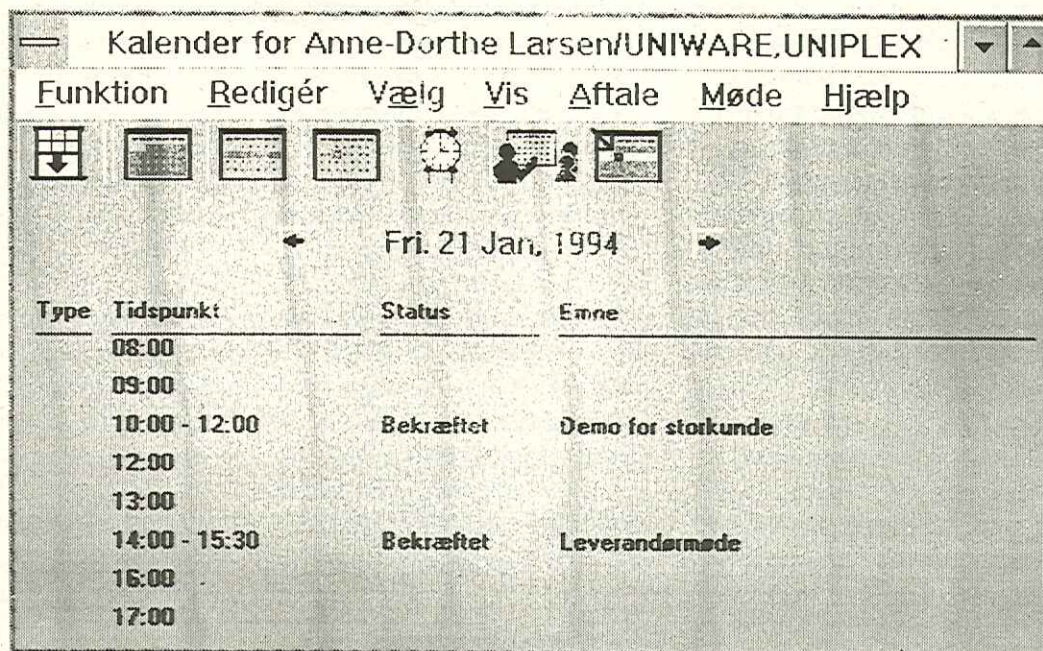 Kalender for Anne-Dorthe Larsen/UNIWARE,UNIPLEX
Funktion Redigér Vælg Vis Aftale Møde Hjælp
Fri. 21 Jan, 1994
Type Tidspunkt Status Emne
08:00
09:00
10:00 - 12:00 Bekræftet Demo for storkunde
12:00
13:00
14:00 - 15:30 Bekræftet Leverandørmøde
16:00
17:00